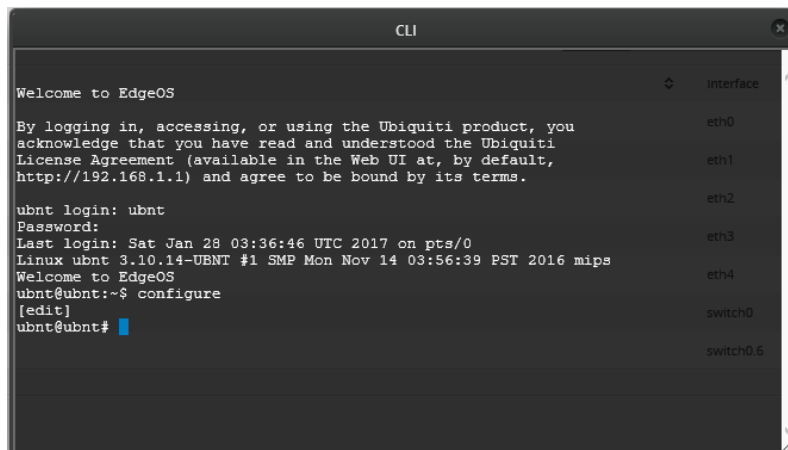 CLI
Welcome to EdgeOS
By logging in, accessing, or using the Ubiquiti product, you
acknowledge that you have read and understood the Ubiquiti
License Agreement (available in the Web UI at, by default,
http://192.168.1.1) and agree to be bound by its terms.
ubnt login: ubnt
Password:
Last login: Sat Jan 28 03:36:46 UTC 2017 on pts/0
Linux ubnt 3.10.14-UBNT #1 SMP Mon Nov 14 03:56:39 PST 2016 mips
Welcome to EdgeOS
ubnt@ubnt:~$ configure
[edit]
ubnt@ubnt#
Interface
eth0
eth1
eth2
eth3
eth4
switch0
switch0.6